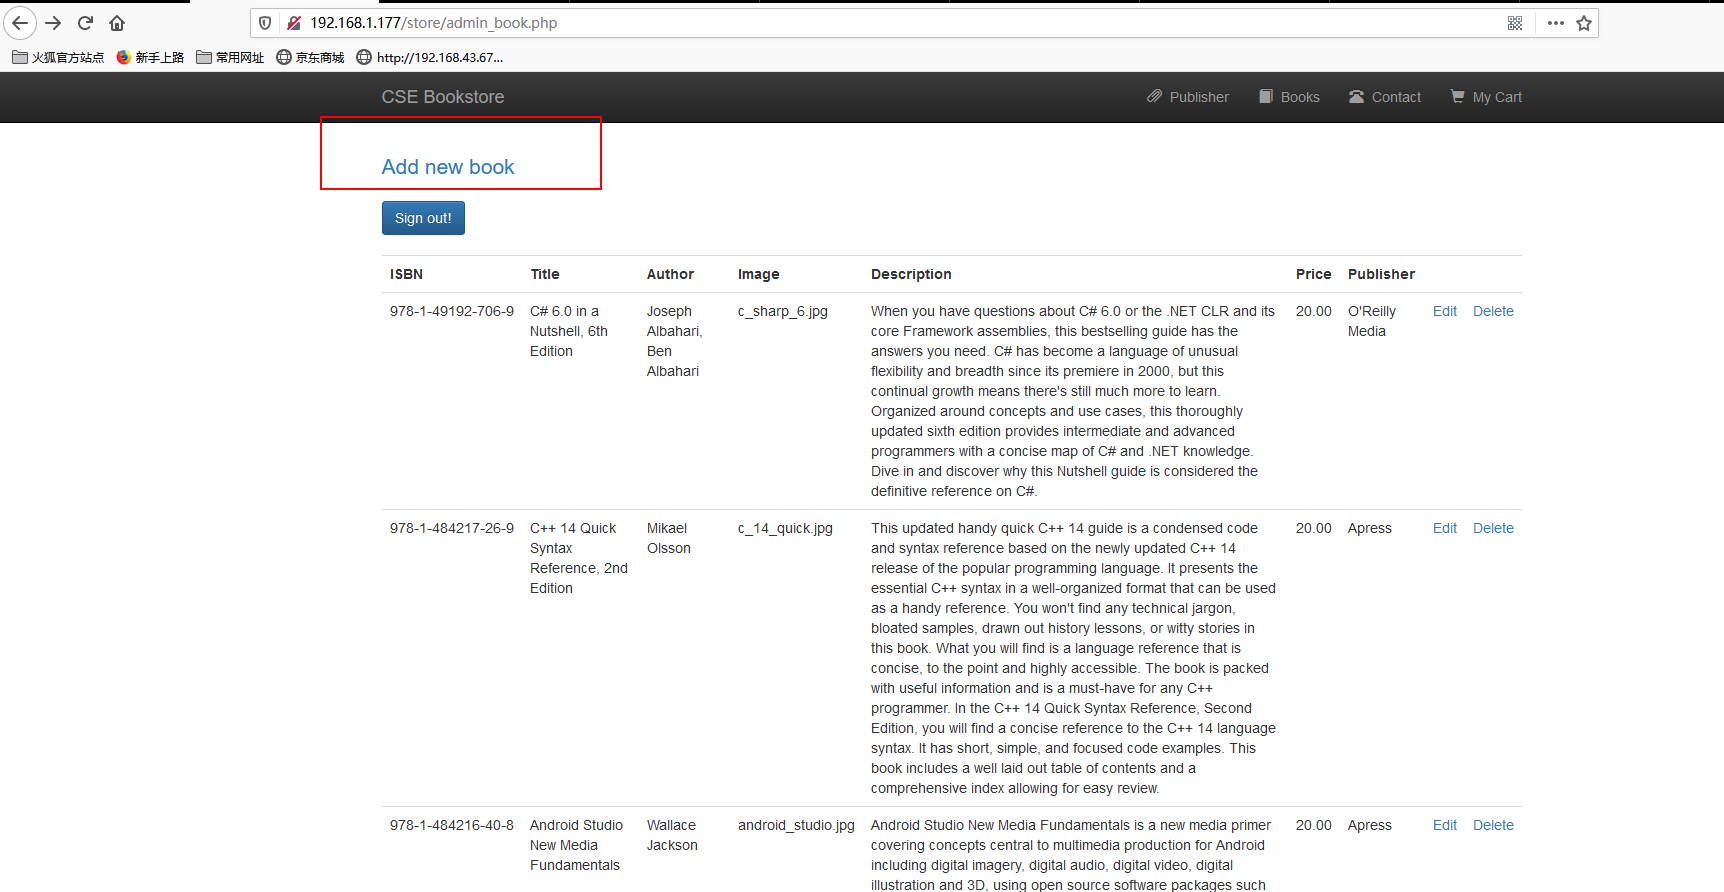 192.168.1.177/store/admin_book.php
火狐官方站点 新手上路 常用网址 京东商城 http://192.168.43.67...
CSE Bookstore Publisher Books Contact My Cart
Add new book
Sign out!
ISBN Title Author Image Description Price Publisher
978-1-49192-706-9 C# 6.0 in a Joseph c_sharp_6.jpg When you have questions about C# 6.0 or the .NET CLR and its 20.00 O'Reilly Edit Delete
Nutshell, 6th Albahari, core Framework assemblies, this bestselling guide has the Media
Edition Ben answers you need. C# has become a language of unusual
Albahari flexibility and breadth since its premiere in 2000, but this
continual growth means there's still much more to learn.
Organized around concepts and use cases, this thoroughly
updated sixth edition provides intermediate and advanced
programmers with a concise map of C# and .NET knowledge.
Dive in and discover why this Nutshell guide is considered the
definitive reference on C#.
978-1-484217-26-9 C++ 14 Quick Mikael c_14_quick.jpg This updated handy quick C++ 14 guide is a condensed code 20.00 Apress Edit Delete
Syntax Olsson and syntax reference based on the newly updated C++ 14
Reference, 2nd release of the popular programming language. It presents the
Edition essential C++ syntax in a well-organized format that can be used
as a handy reference. You won't find any technical jargon,
bloated samples, drawn out history lessons, or witty stories in
this book. What you will find is a language reference that is
concise, to the point and highly accessible. The book is packed
with useful information and is a must-have for any C++
programmer. In the C++ 14 Quick Syntax Reference, Second
Edition, you will find a concise reference to the C++ 14 language
syntax. It has short, simple, and focused code examples. This
book includes a well laid out table of contents and a
comprehensive index allowing for easy review.
978-1-484216-40-8 Android Studio Wallace android_studio.jpg Android Studio New Media Fundamentals is a new media primer 20.00 Apress Edit Delete
New Media Jackson covering concepts central to multimedia production for Android
Fundamentals including digital imagery, digital audio, digital video, digital
illustration and 3D, using open source software packages such